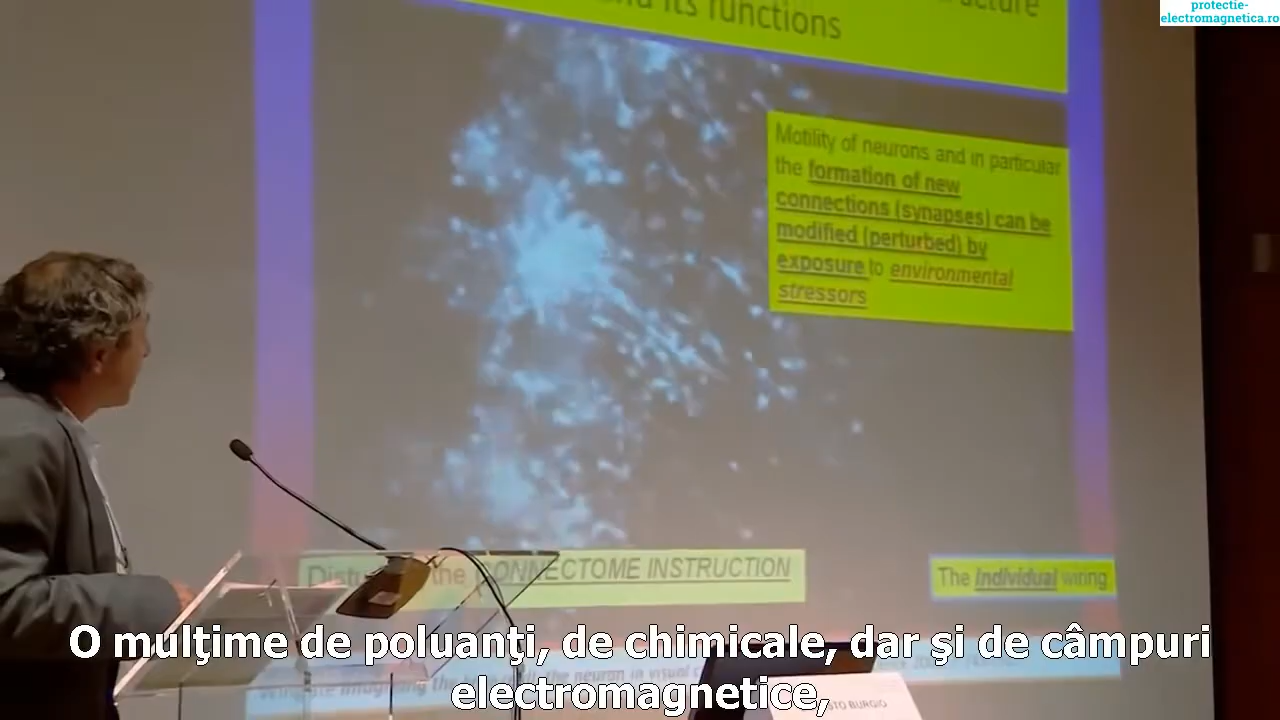 protectie-
electromagnetica.ro
its functions
Motility of neurons and in particular
the formation of new
connections (synapses) can be
modified (perturbed) by
exposure to environmental
stressors
the CONNECTOME INSTRUCTION
The individual wiring
O mulţime de poluanţi, de chimicale, dar şi de câmpuri
electromagnetice,
BURGIO